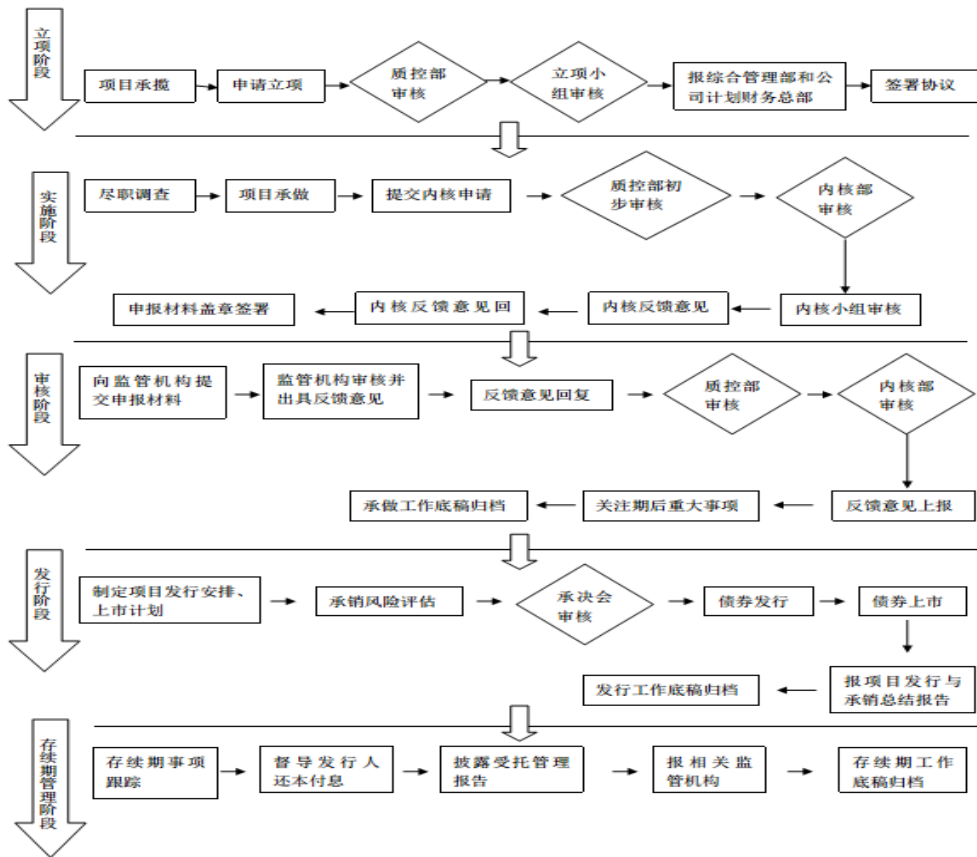 立项阶段
项目承揽
申请立项
质控部
审核
立项小
组审核
报综合管理部和公
司计划财务总部
签署协议
实施阶段
尽职调查
项目承做
提交内核申请
质控部初
步审核
内核部
审核
内核小组审核
内核反馈意见
内核反馈意见回
申报材料盖章签署
审核阶段
向监管机构提
交申报材料
监管机构审核并
出具反馈意见
反馈意见回复
质控部
审核
内核部
审核
反馈意见上报
关注期后重大事项
承做工作底稿归档
发行阶段
制定项目发行安排、
上市计划
承销风险评估
承决会
审核
债券发行
债券上市
报项目发行与
承销总结报告
发行工作底稿归档
存续期管理阶段
存续期事项
跟踪
督导发行人
还本付息
披露受托管理
报告
报相关监
管机构
存续期工作
底稿归档